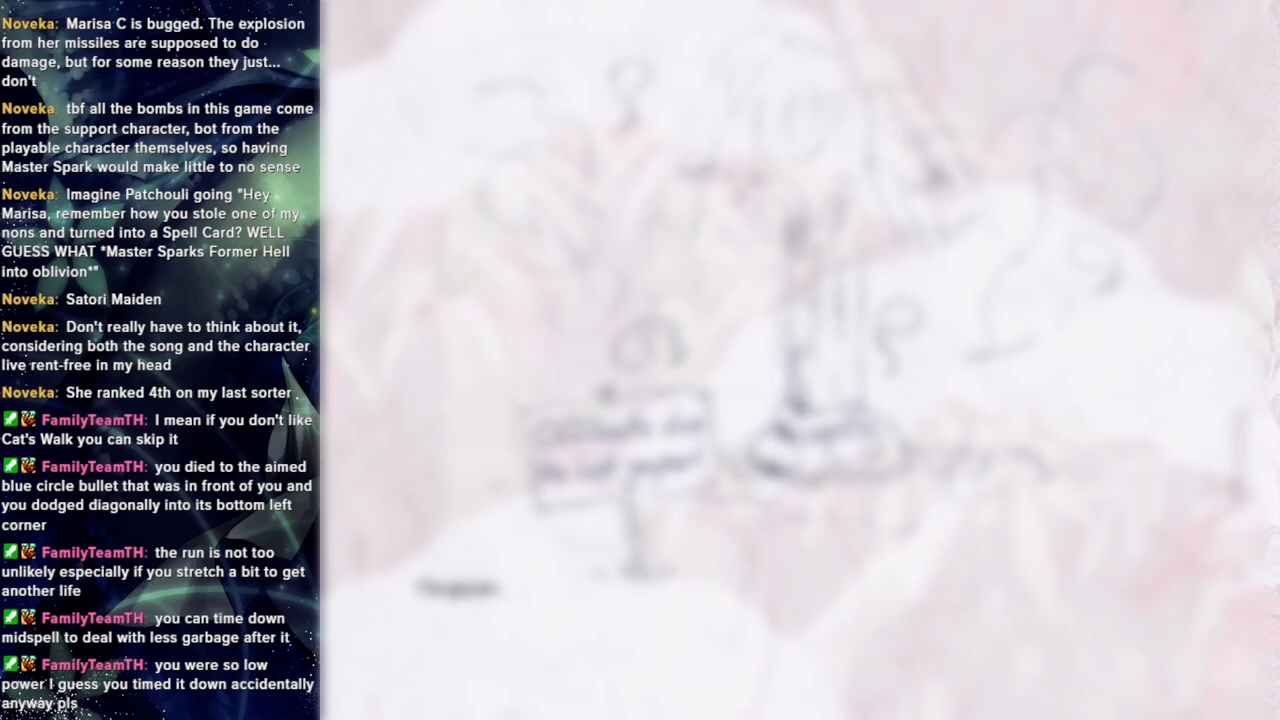 Noveka: Marisa C is bugged. The explosion
from her missiles are supposed to do
damage, but for some reason they just...
don't
Noveka: tbf all the bombs in this game come
from the support character, bot from the
playable character themselves, so having
Master Spark would make little to no sense
Noveka: Imagine Patchouli going "Hey
Marisa, remember how you stole one of my
nons and turned into a Spell Card? WELL
GUESS WHAT *Master Sparks Former Hell
into oblivion*"
Noveka: Satori Maiden
Noveka: Don't really have to think about it,
considering both the song and the character
live rent-free in my head
Noveka: She ranked 4th on my last sorter
FamilyTeamTH: I mean if you don't like
Cat's Walk you can skip it
FamilyTeamTH: you died to the aimed
blue circle bullet that was in front of you and
you dodged diagonally into its bottom left
corner
FamilyTeamTH: the run is not too
unlikely especially if you stretch a bit to get
another life
FamilyTeamTH: you can time down
midspell to deal with less garbage after it
FamilyTeamTH: you were so low
power I guess you timed it down accidentally
anyway pls